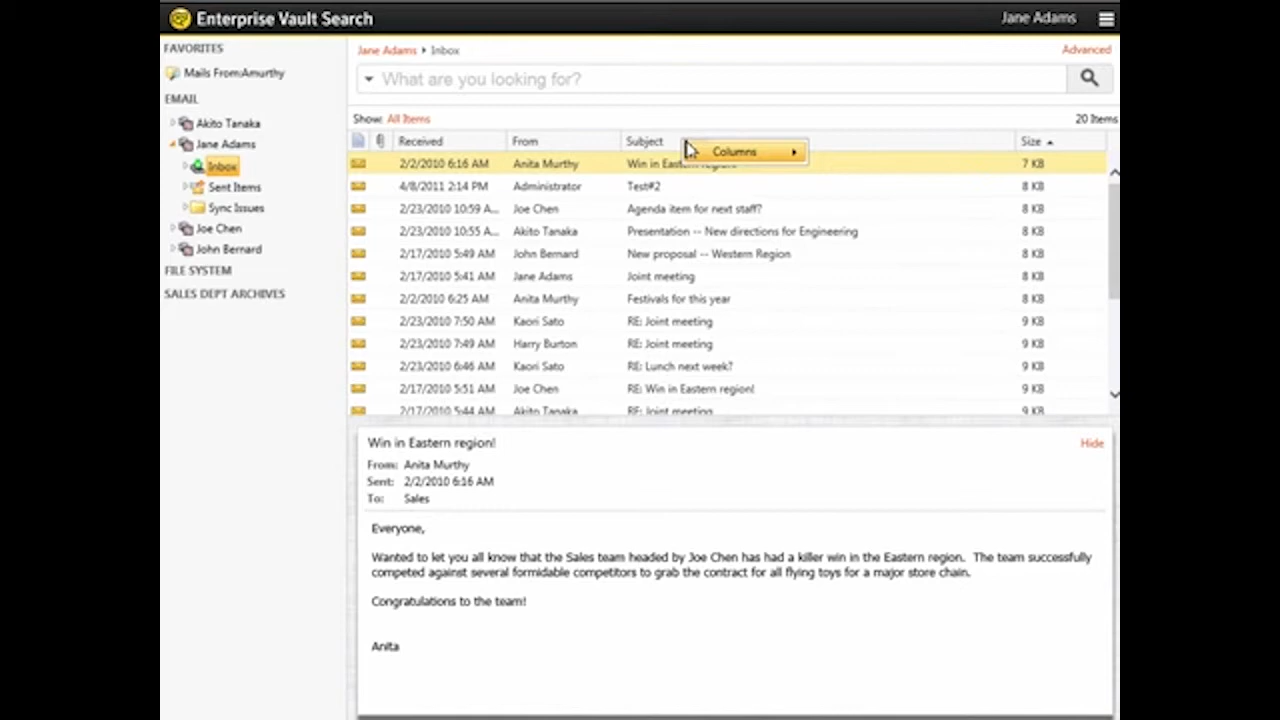 Enterprise Vault Search
Jane Adams
FAVORITES
Mails From:Amurthy
EMAIL
Akito Tanaka
Jane Adams
Inbox
Sent Items
Sync Issues
Joe Chen
John Bernard
FILE SYSTEM
SALES DEPT ARCHIVES
Jane Adams Inbox
Advanced
What are you looking for?
Show: All Items
20 Items
Received From Subject Size
Columns
2/2/2010 6:16 AM Anita Murthy Win in Eastern region! 7 KB
4/8/2011 2:14 PM Administrator Test#2 8 KB
2/23/2010 10:59 A... Joe Chen Agenda item for next staff? 8 KB
2/23/2010 10:55 A... Akito Tanaka Presentation -- New directions for Engineering 8 KB
2/17/2010 5:49 AM John Bernard New proposal -- Western Region 8 KB
2/17/2010 5:41 AM Jane Adams Joint meeting 8 KB
2/2/2010 6:25 AM Anita Murthy Festivals for this year 8 KB
2/23/2010 7:50 AM Kaori Sato RE: Joint meeting 9 KB
2/23/2010 7:49 AM Harry Burton RE: Joint meeting 9 KB
2/23/2010 6:46 AM Kaori Sato RE: Lunch next week? 9 KB
2/17/2010 5:51 AM Joe Chen RE: Win in Eastern region! 9 KB
2/17/2010 5:44 AM Akito Tanaka RE: Joint meeting 9 KB
Win in Eastern region!
Hide
From: Anita Murthy
Sent: 2/2/2010 6:16 AM
To: Sales
Everyone,
Wanted to let you all know that the Sales team headed by Joe Chen has had a killer win in the Eastern region. The team successfully
competed against several formidable competitors to grab the contract for all flying toys for a major store chain.
Congratulations to the team!
Anita